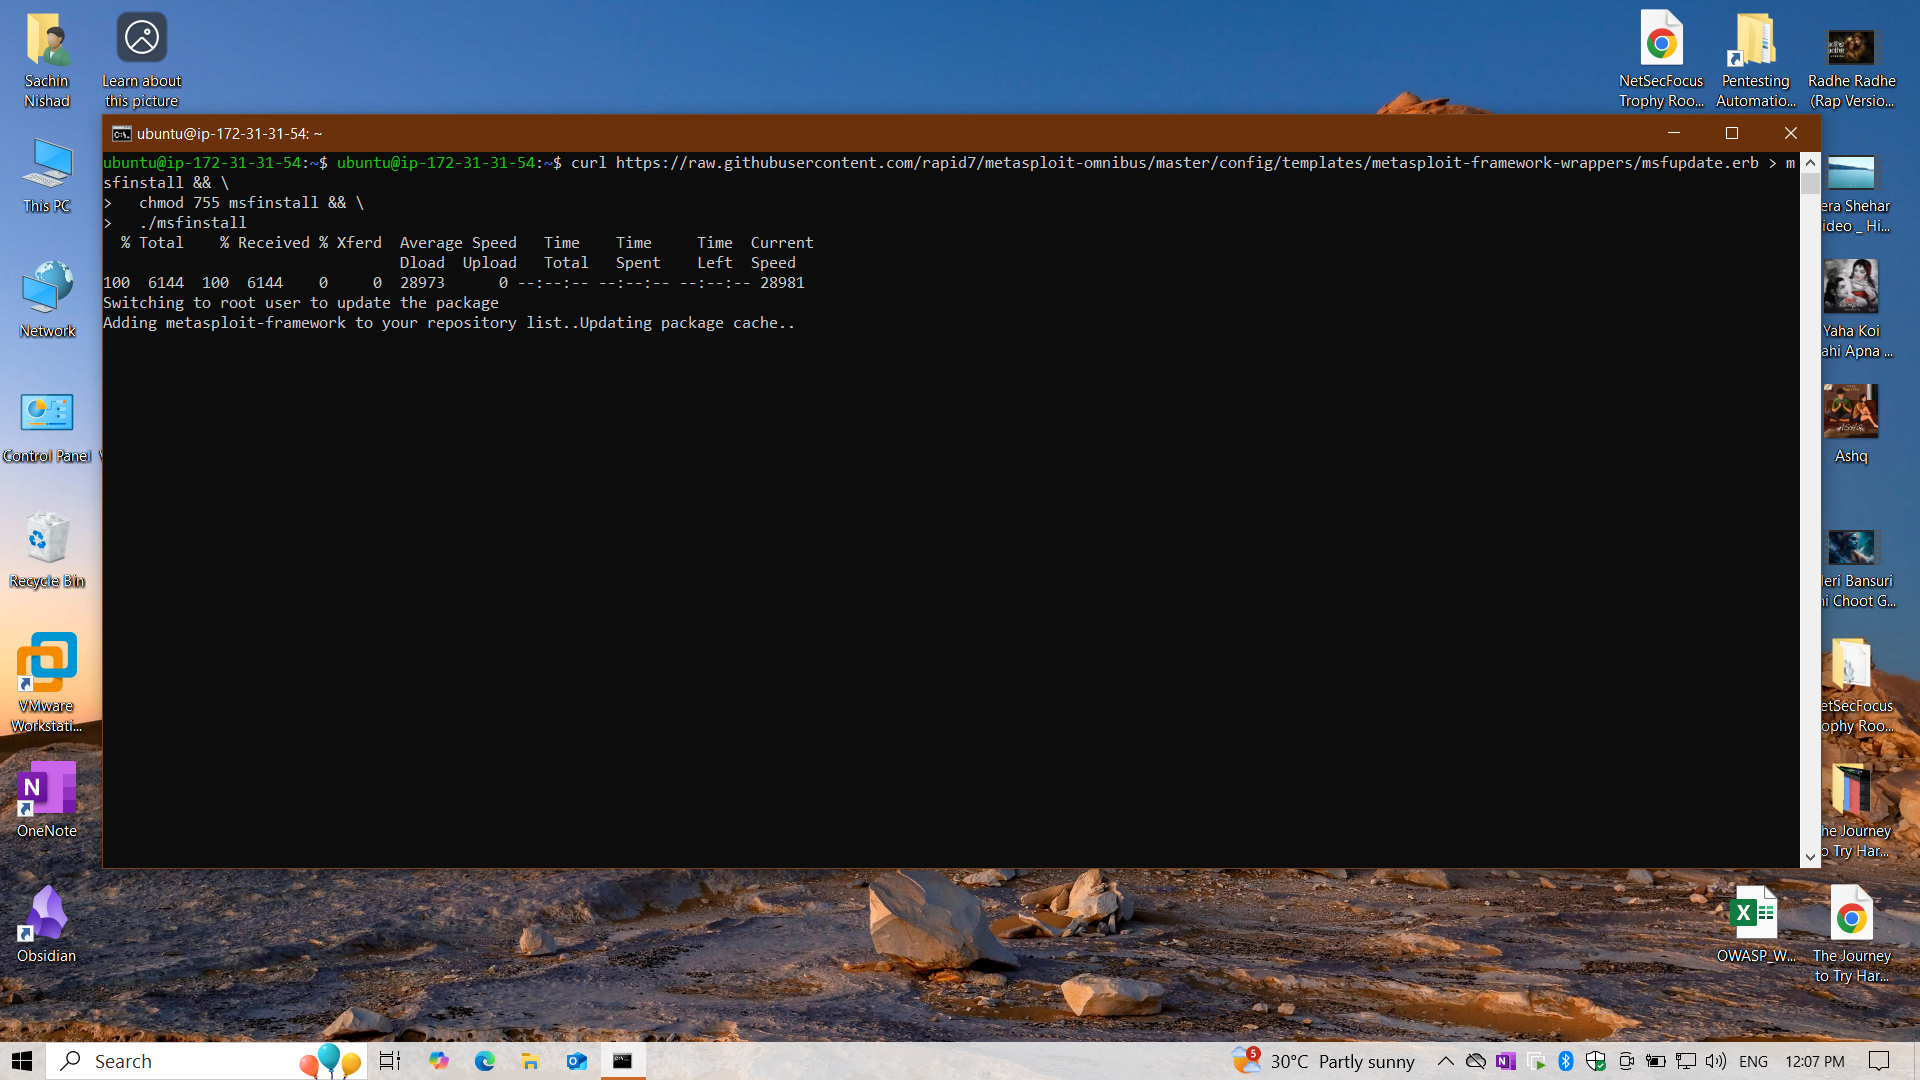 Sachin
Nishad
Learn about
this picture
NetSecFocus
Trophy Roo...
Pentesting
Automatio...
Radhe Radhe
(Rap Versio...
ubuntu@ip-172-31-31-54: ~
ubuntu@ip-172-31-31-54:~$ ubuntu@ip-172-31-31-54:~$ curl https://raw.githubusercontent.com/rapid7/metasploit-omnibus/master/config/templates/metasploit-framework-wrappers/msfupdate.erb > m
sfinstall && \
>   chmod 755 msfinstall && \
>   ./msfinstall
  % Total    % Received % Xferd  Average Speed   Time    Time     Time  Current
                                 Dload  Upload   Total   Spent    Left  Speed
100  6144  100  6144    0     0  28973      0 --:--:-- --:--:-- --:--:-- 28981
Switching to root user to update the package
Adding metasploit-framework to your repository list..Updating package cache..
This PC
Network
Control Panel
Recycle Bin
VMware
Workstati...
OneNote
Obsidian
era Shehar
ideo _ Hi...
Yaha Koi
ahi Apna ...
Ashq
eri Bansuri
i Choot G...
etSecFocus
ophy Roo...
he Journey
o Try Har...
OWASP_W...
The Journey
to Try Har...
Search
5
30°C Partly sunny
ENG
12:07 PM